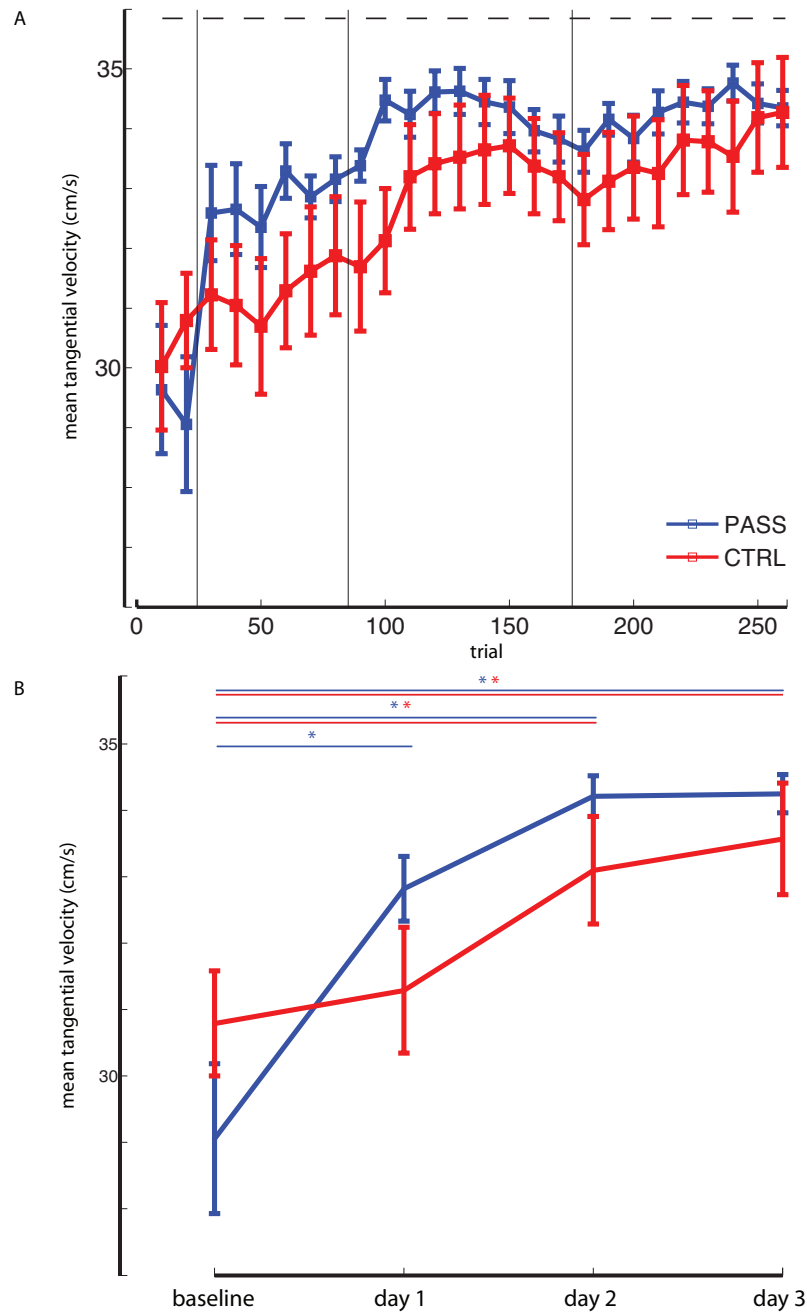 A
35
30
mean tangential velocity (cm/s)
PASS
CTRL
0 50 100 150 200 250
trial
B
* *
* *
*
35
30
mean tangential velocity (cm/s)
baseline day 1 day 2 day 3